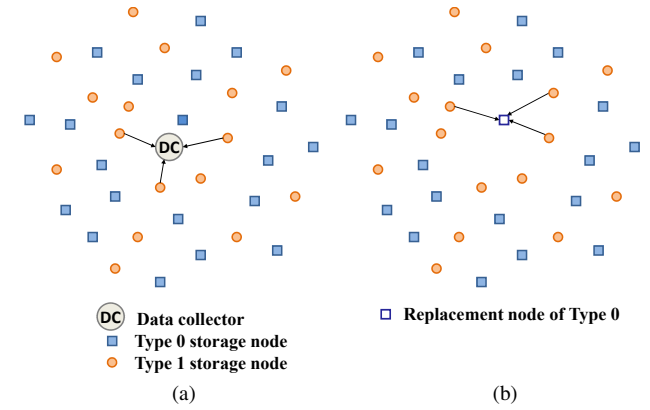 DC
DC Data collector
Type 0 storage node
Type 1 storage node
Replacement node of Type 0
(a)
(b)